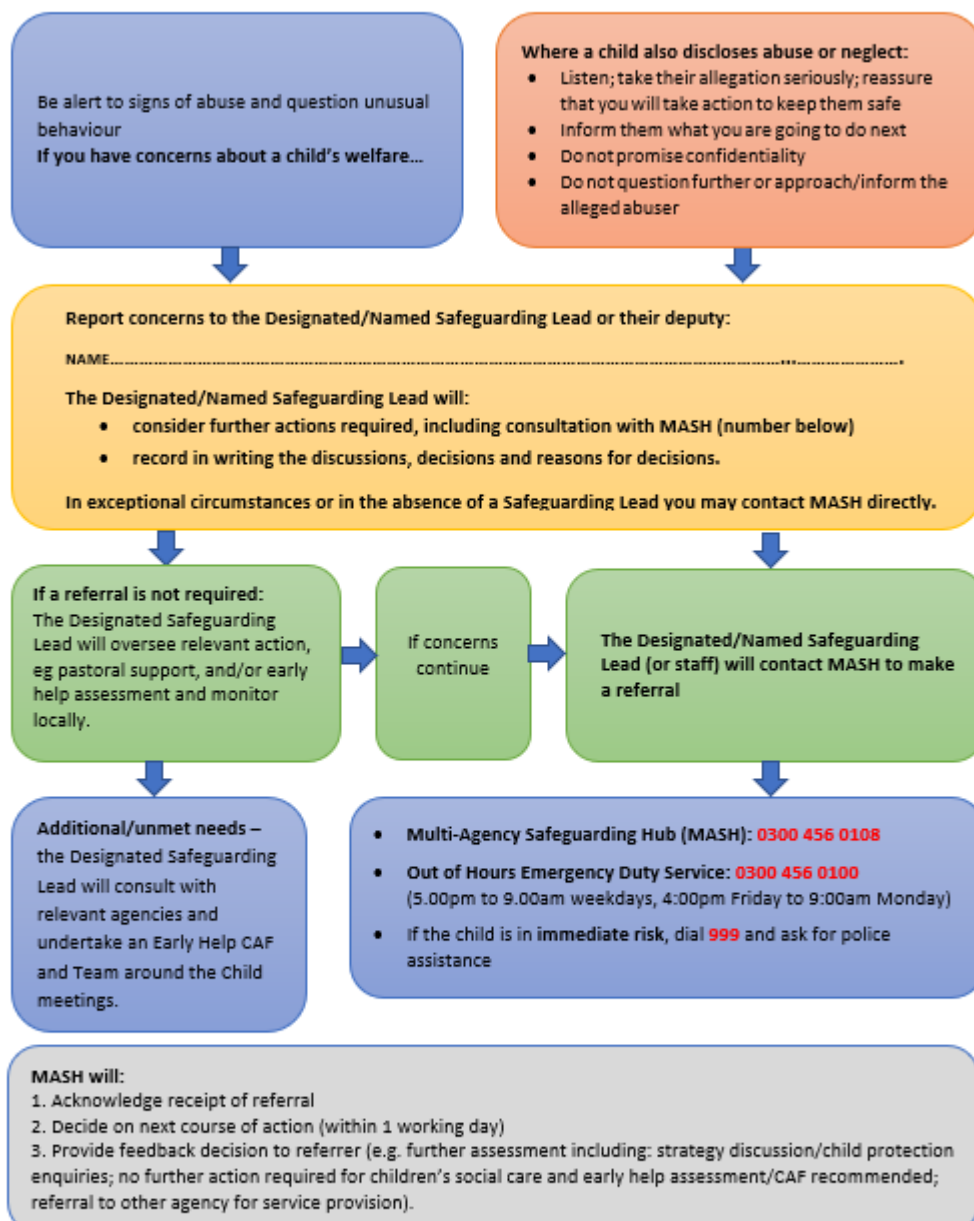 Be alert to signs of abuse and question unusual
behaviour
If you have concerns about a child's welfare…
Where a child also discloses abuse or neglect:
• Listen; take their allegation seriously; reassure
that you will take action to keep them safe
• Inform them what you are going to do next
• Do not promise confidentiality
• Do not question further or approach/inform the
alleged abuser
Report concerns to the Designated/Named Safeguarding Lead or their deputy:
NAME……………………………………………………………………………………………………………………...………………….
The Designated/Named Safeguarding Lead will:
• consider further actions required, including consultation with MASH (number below)
• record in writing the discussions, decisions and reasons for decisions.
In exceptional circumstances or in the absence of a Safeguarding Lead you may contact MASH directly.
If a referral is not required:
The Designated Safeguarding
Lead will oversee relevant action,
eg pastoral support, and/or early
help assessment and monitor
locally.
If concerns
continue
The Designated/Named Safeguarding
Lead (or staff) will contact MASH to make
a referral
Additional/unmet needs –
the Designated Safeguarding
Lead will consult with
relevant agencies and
undertake an Early Help CAF
and Team around the Child
meetings.
• Multi-Agency Safeguarding Hub (MASH): 0300 456 0108
• Out of Hours Emergency Duty Service: 0300 456 0100
(5.00pm to 9.00am weekdays, 4:00pm Friday to 9:00am Monday)
• If the child is in immediate risk, dial 999 and ask for police
assistance
MASH will:
1. Acknowledge receipt of referral
2. Decide on next course of action (within 1 working day)
3. Provide feedback decision to referrer (e.g. further assessment including: strategy discussion/child protection
enquiries; no further action required for children's social care and early help assessment/CAF recommended;
referral to other agency for service provision).